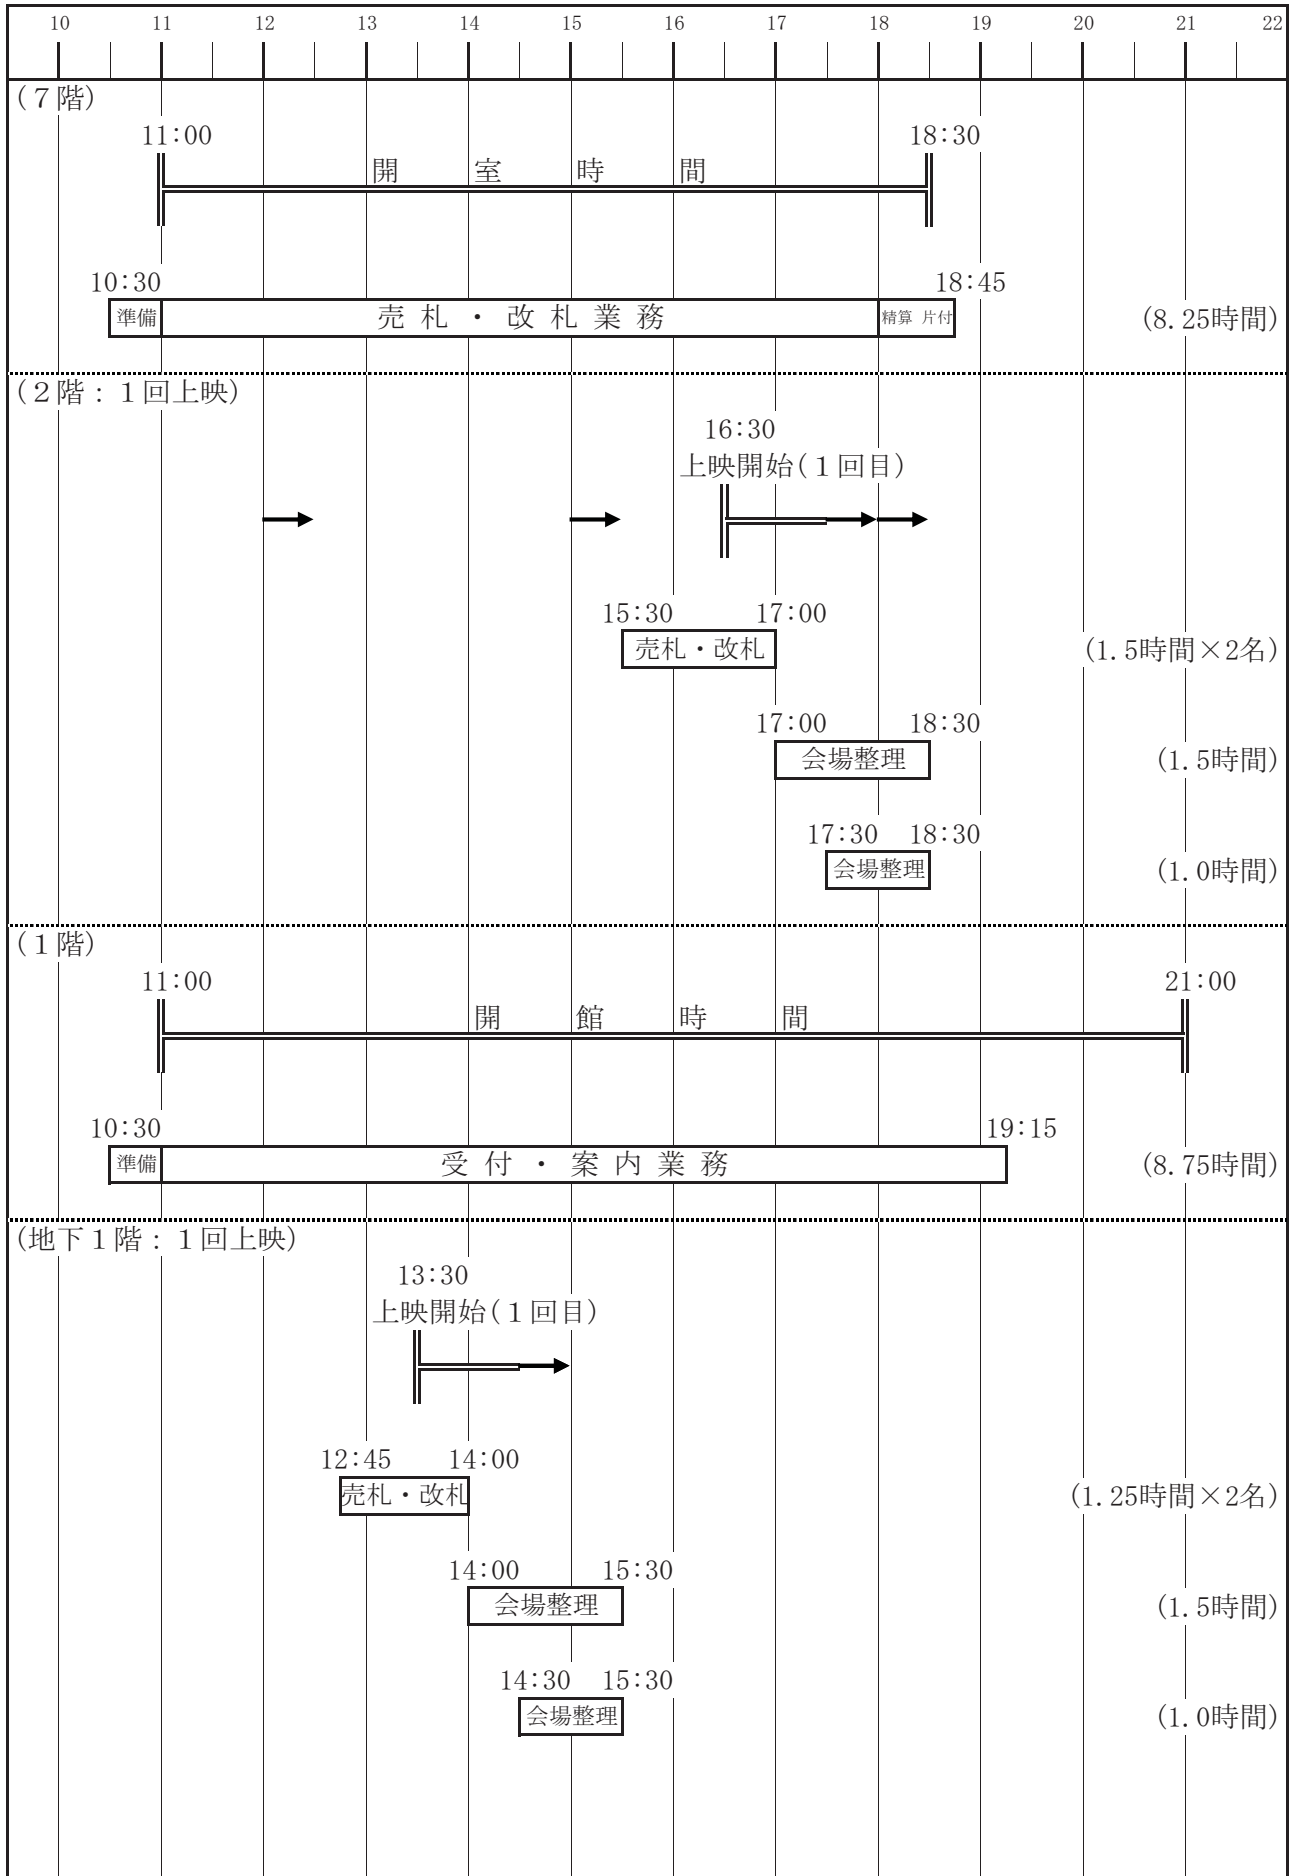 10 11 12 13 14 15 16 17 18 19 20 21 22
(７階)
11:00 18:30
開 室 時 間
10:30 18:45
準備 売札・改札業務 精算 片付 (8.25時間)
(２階:１回上映)
16:30
上映開始(１回目)
15:30 17:00
売札・改札 (1.5時間×2名)
17:00 18:30
会場整理 (1.5時間)
17:30 18:30
会場整理 (1.0時間)
(１階)
11:00 21:00
開 館 時 間
10:30 19:15
準備 受付・案内業務 (8.75時間)
(地下１階:１回上映)
13:30
上映開始(１回目)
12:45 14:00
売札・改札 (1.25時間×2名)
14:00 15:30
会場整理 (1.5時間)
14:30 15:30
会場整理 (1.0時間)